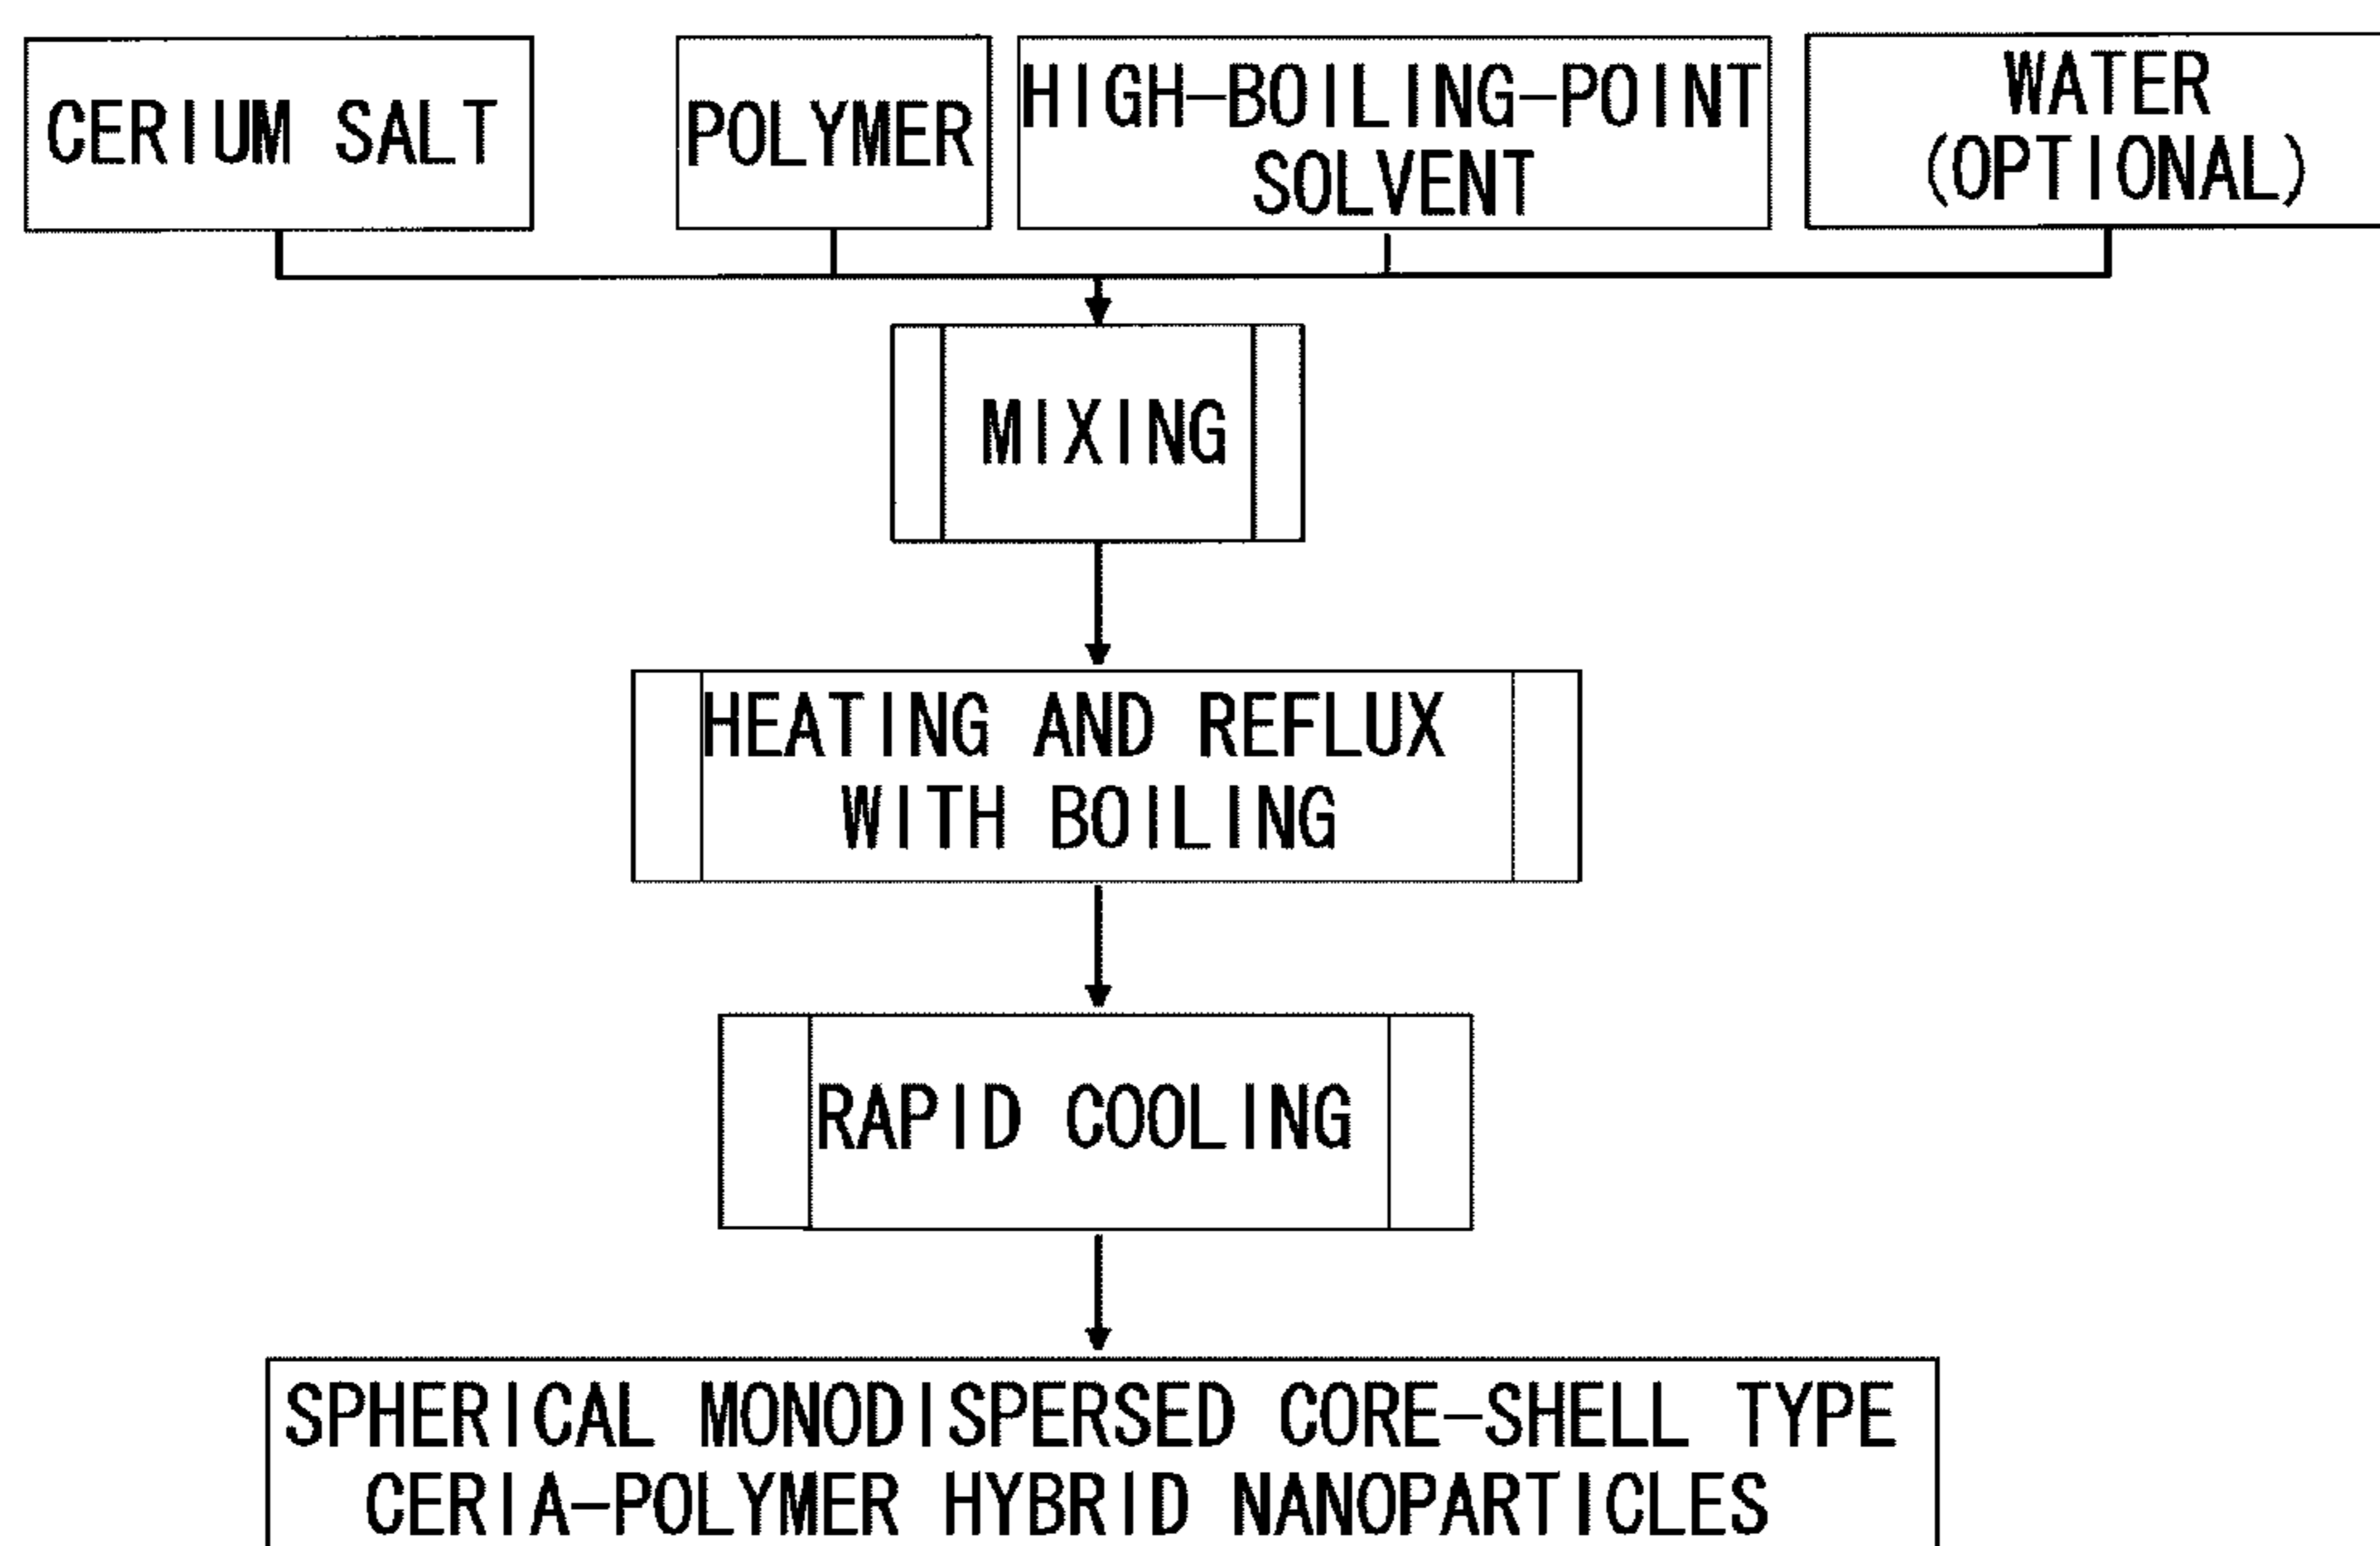 CERIUM SALT
POLYMER
HIGH-BOILING-POINT
SOLVENT
WATER
(OPTIONAL)
MIXING
HEATING AND REFLUX
WITH BOILING
RAPID COOLING
SPHERICAL MONODISPERSED CORE-SHELL TYPE
CERIA-POLYMER HYBRID NANOPARTICLES